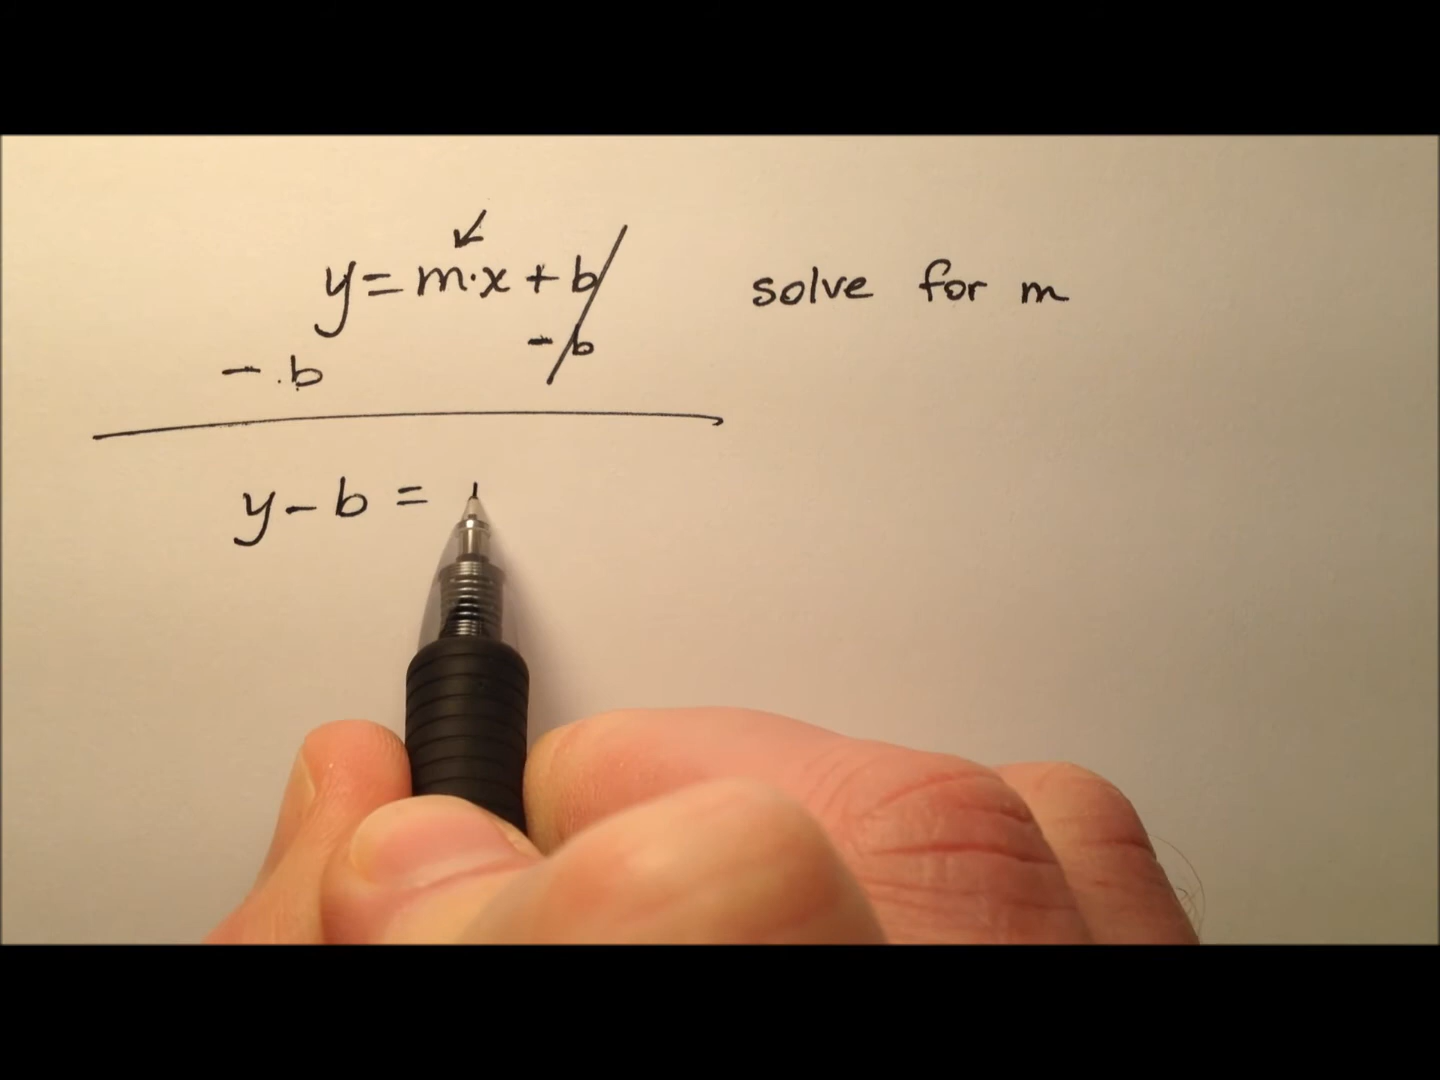 y = m·x + b solve for m
- b - b
y - b =